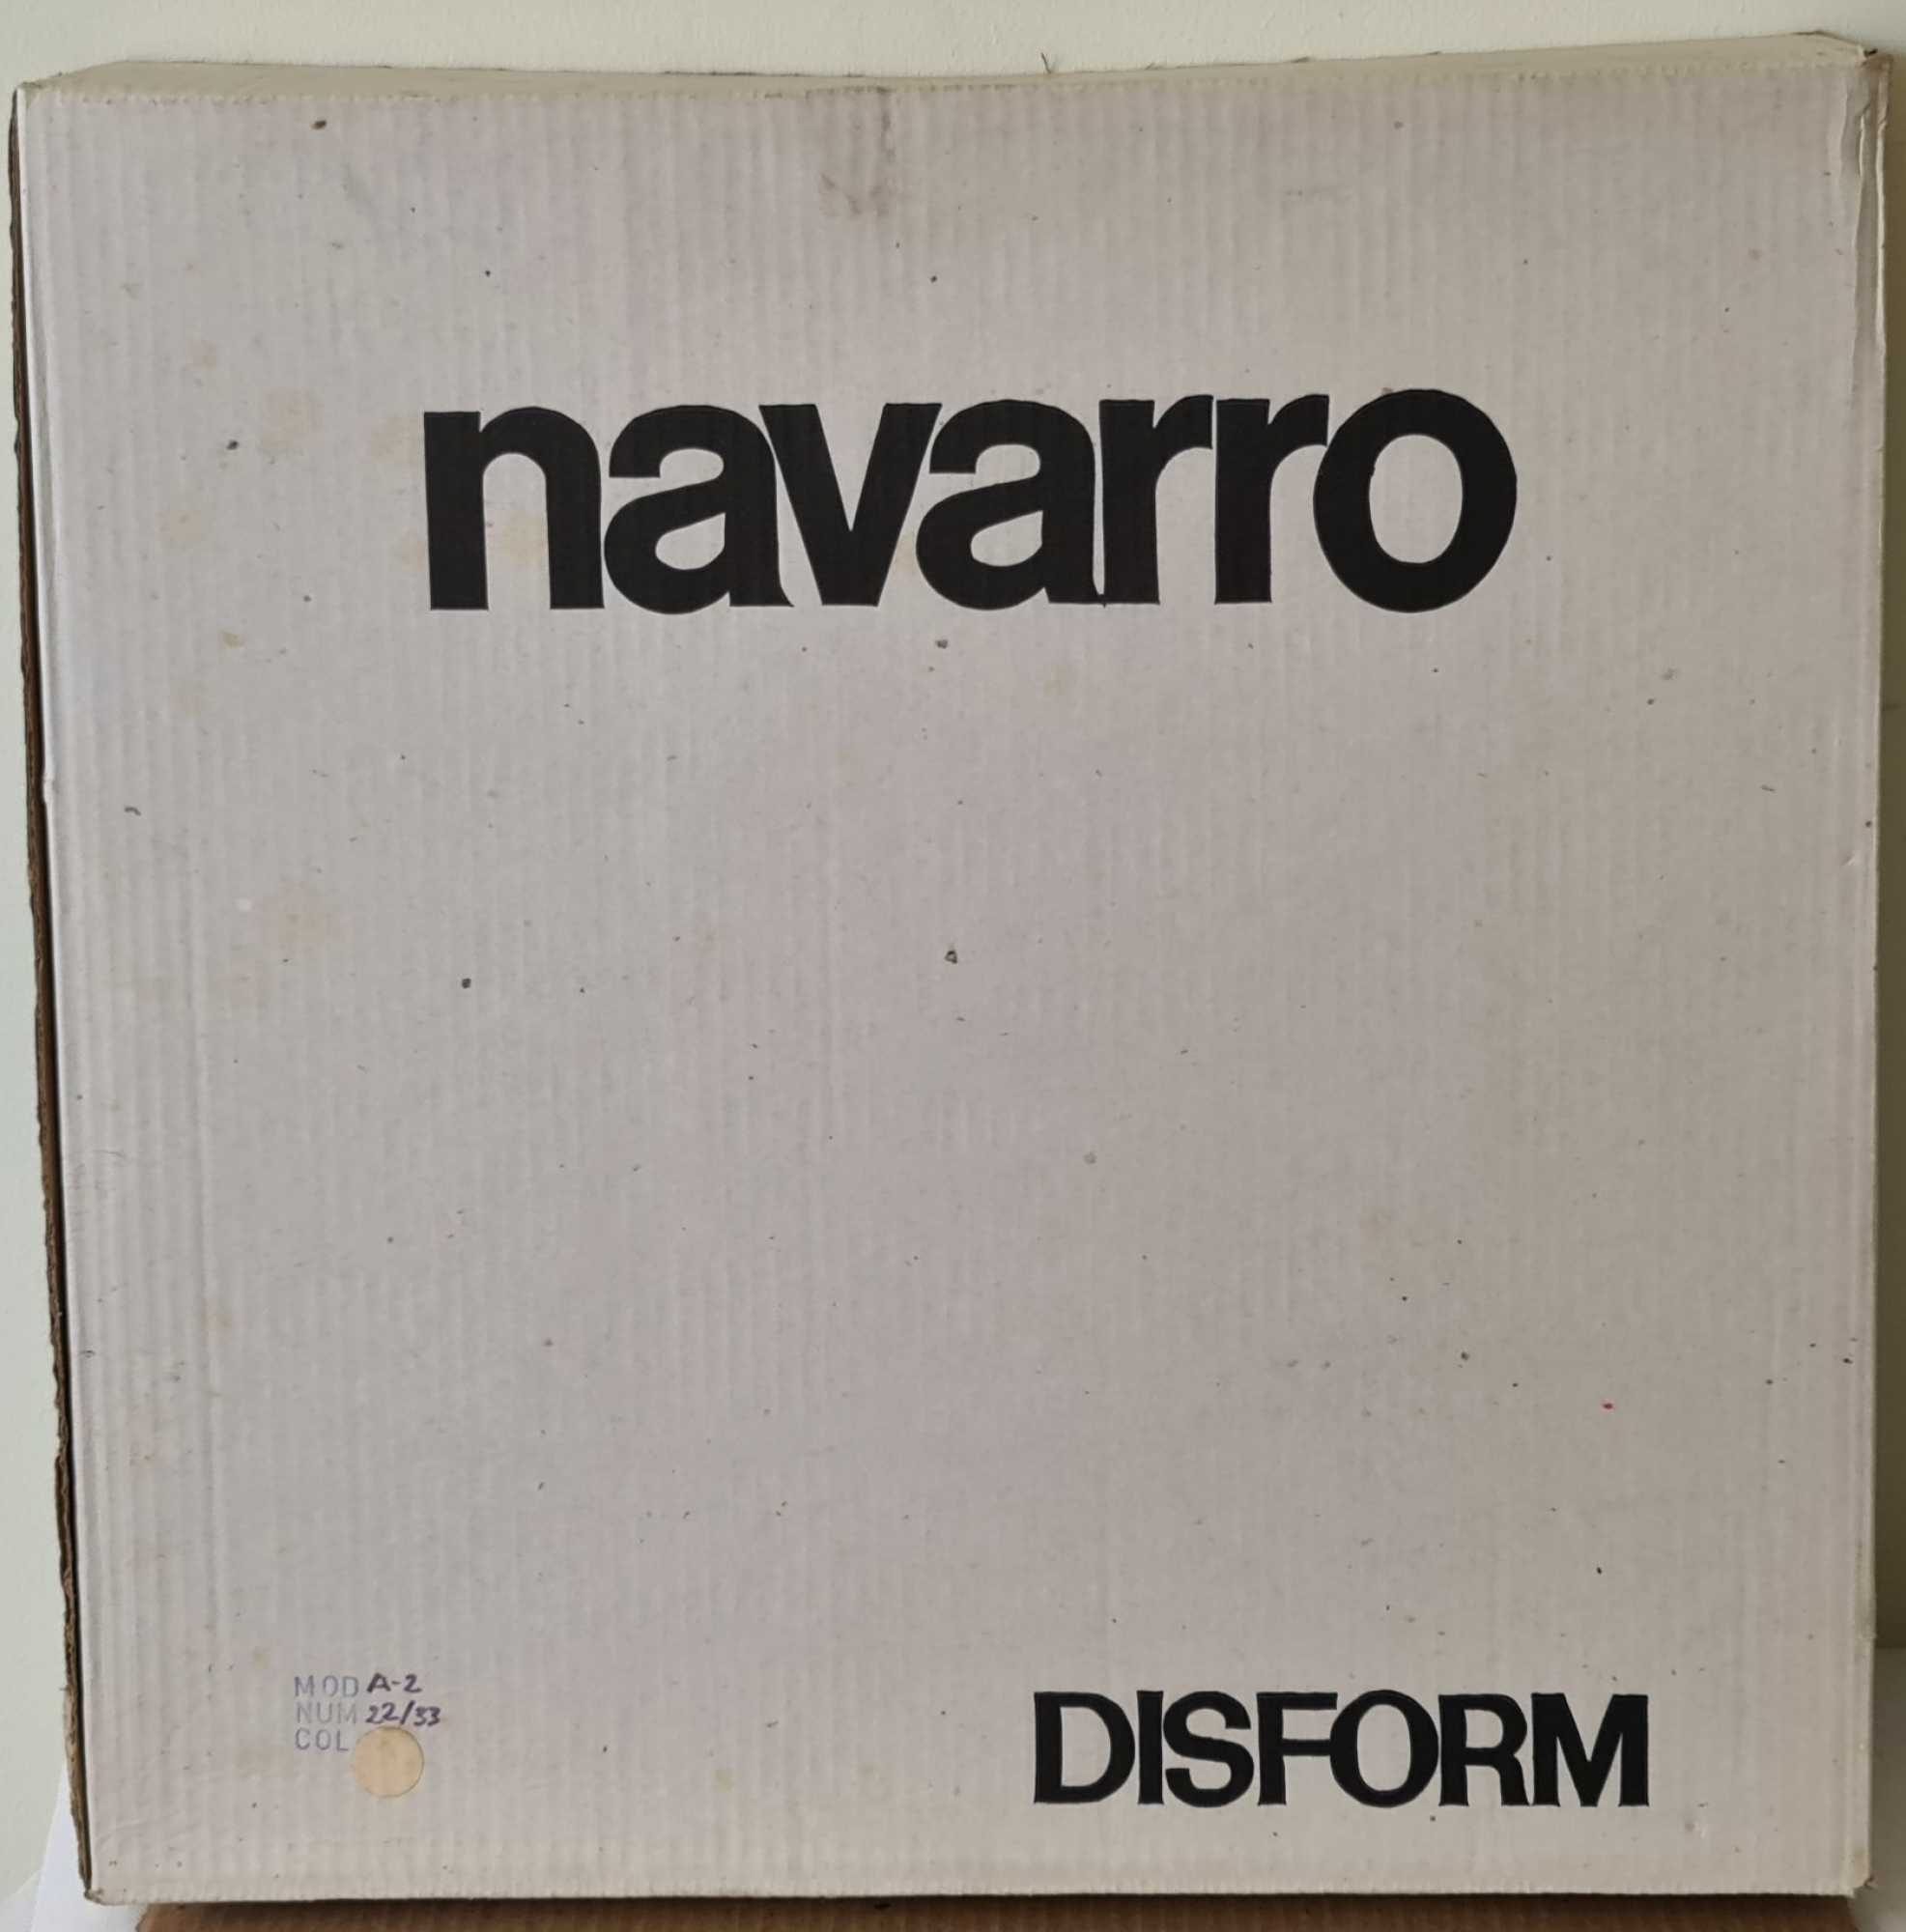 navarro
MOD A-2
NUM 22/33
COL
DISFORM